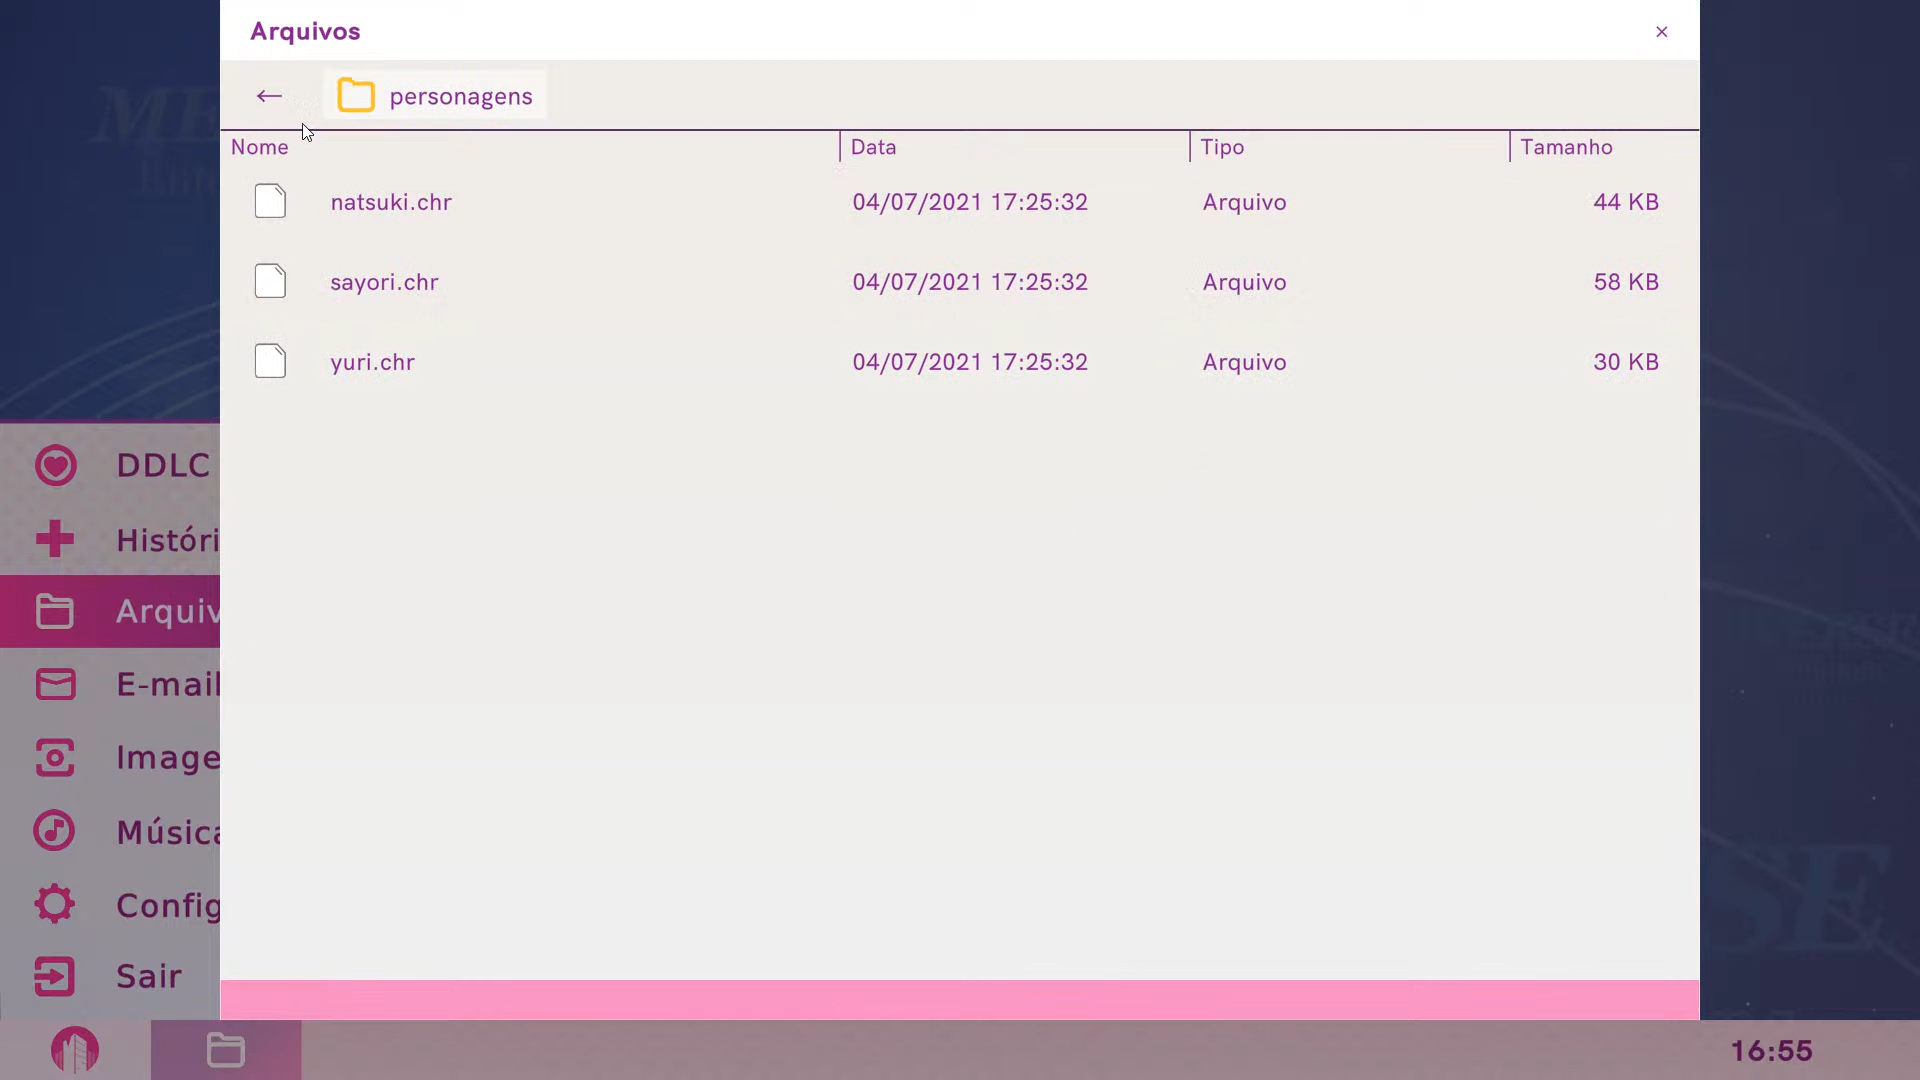 Arquivos
personagens
Nome Data Tipo Tamanho
natsuki.chr 04/07/2021 17:25:32 Arquivo 44 KB
sayori.chr 04/07/2021 17:25:32 Arquivo 58 KB
yuri.chr 04/07/2021 17:25:32 Arquivo 30 KB
DDLC
Históri
Arquiv
E-mail
Image
Música
Config
Sair
16:55